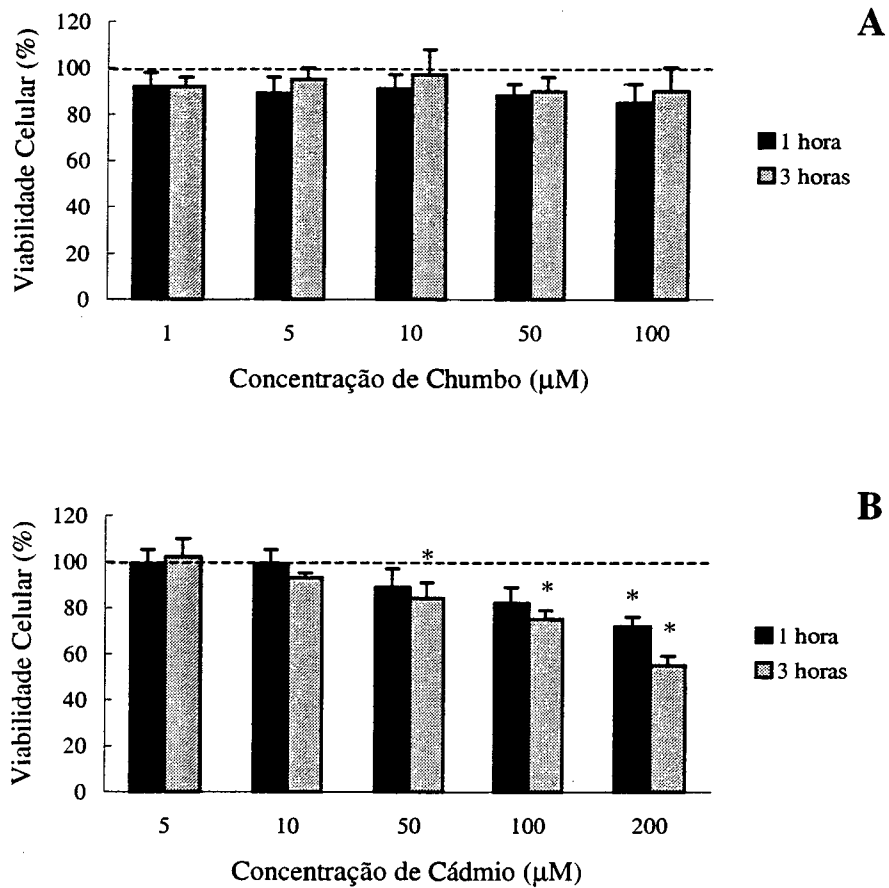 A
120
100
80
60
40
20
0
Viabilidade Celular (%)
1 5 10 50 100
Concentração de Chumbo (μM)
1 hora
3 horas
B
120
100
80
60
40
20
0
Viabilidade Celular (%)
* * * *
5 10 50 100 200
Concentração de Cádmio (μM)
1 hora
3 horas